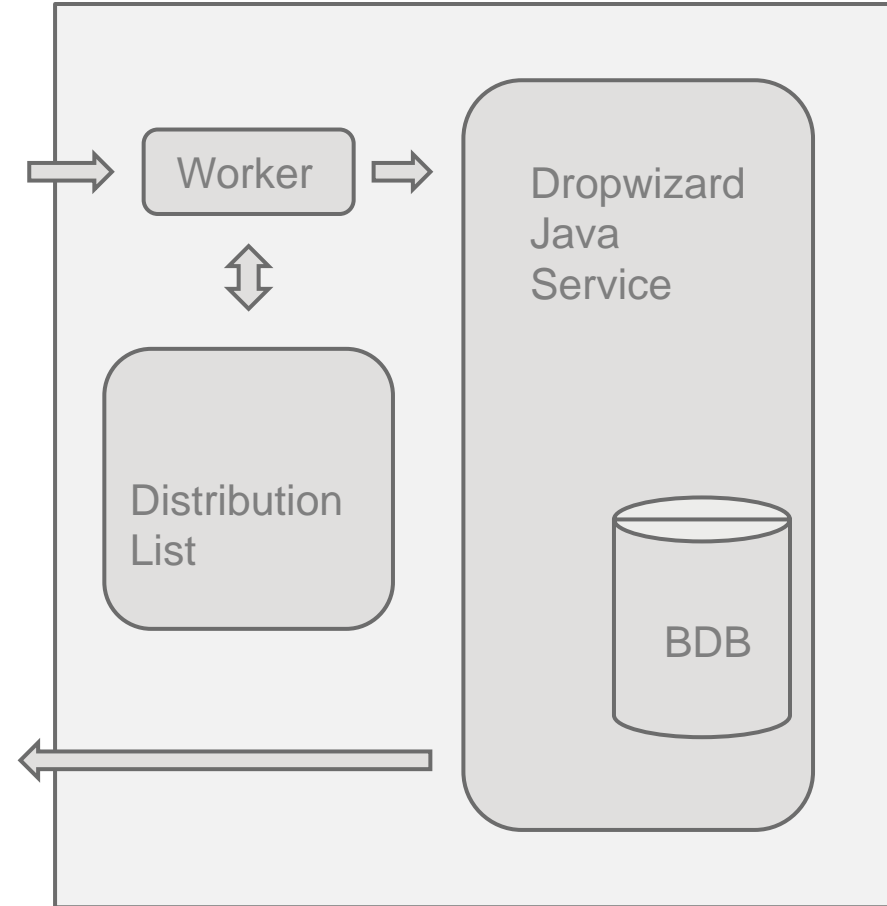 Worker
Dropwizard
Java
Service
Distribution
List
BDB